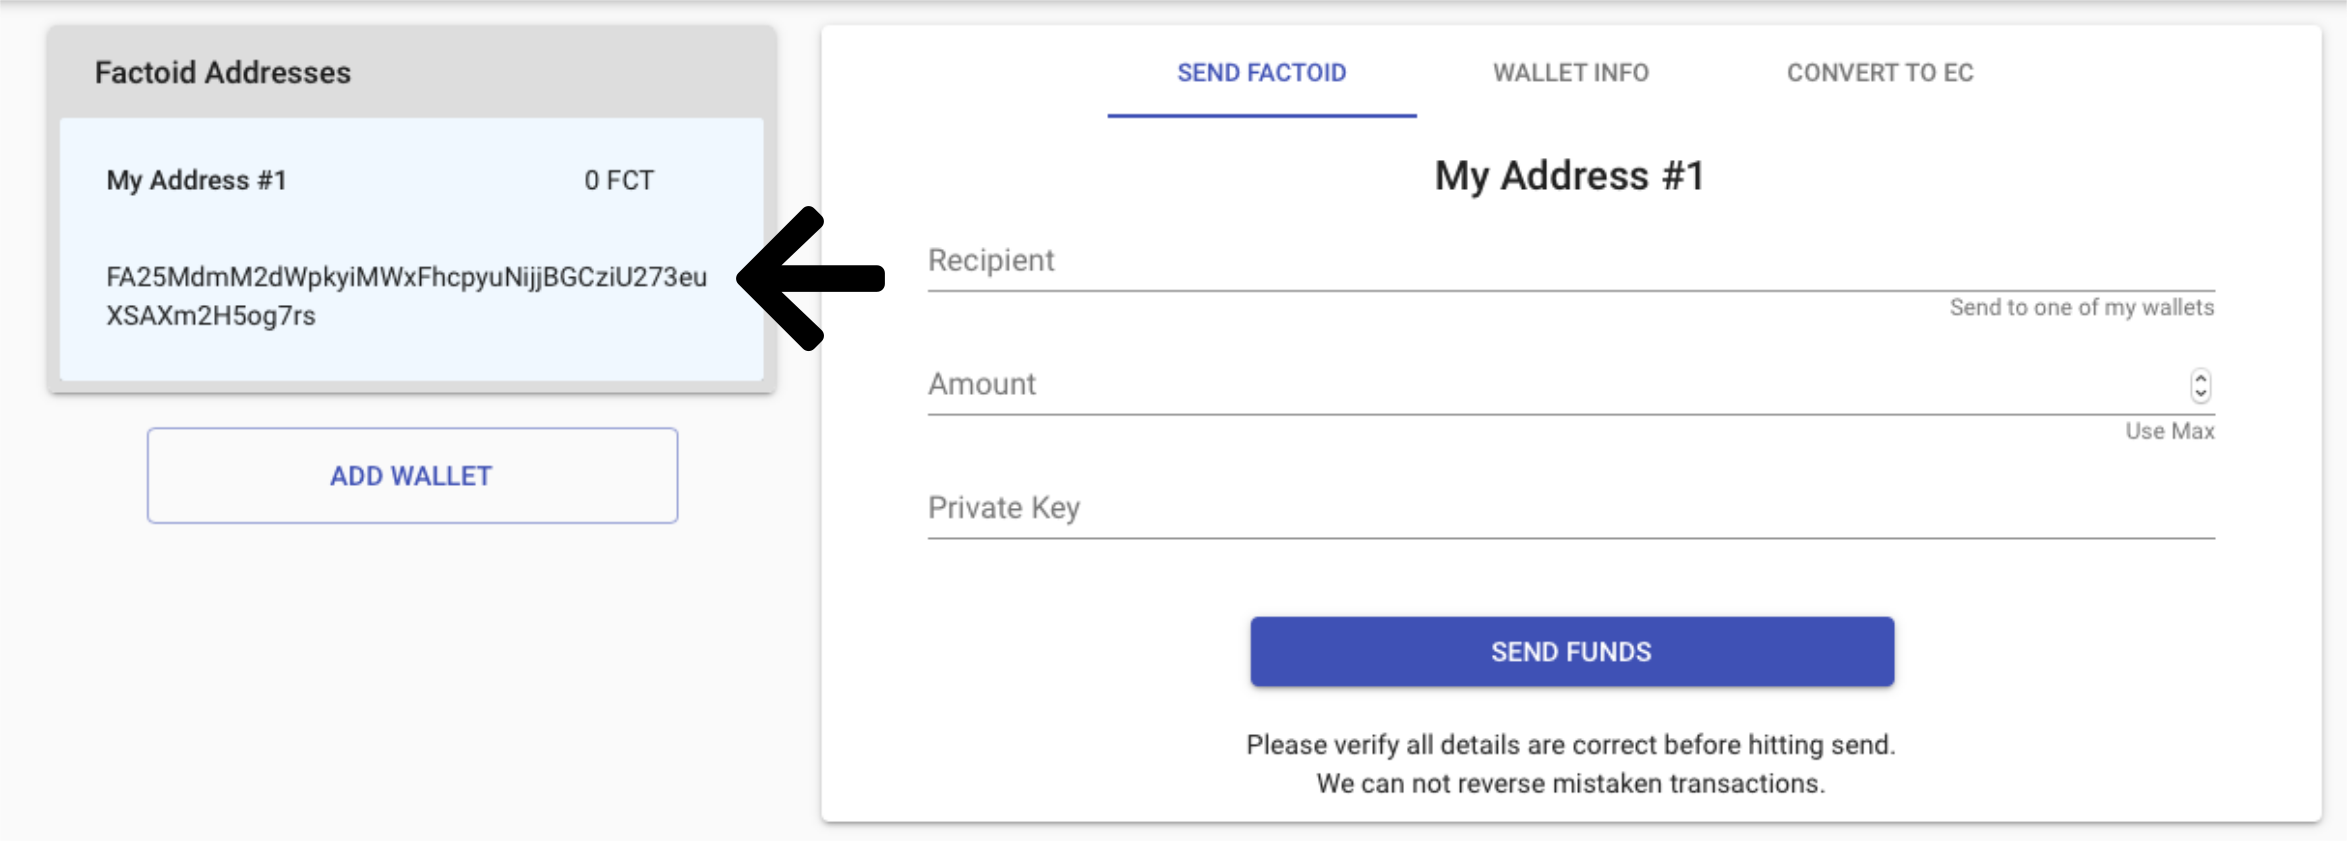 Factoid Addresses
My Address #1 0 FCT
FA25MdmM2dWpkyiMWxFhcpyuNijjBGCziU273eu
XSAXm2H5og7rs
ADD WALLET
SEND FACTOID WALLET INFO CONVERT TO EC
My Address #1
Recipient
Send to one of my wallets
Amount
Use Max
Private Key
SEND FUNDS
Please verify all details are correct before hitting send.
We can not reverse mistaken transactions.